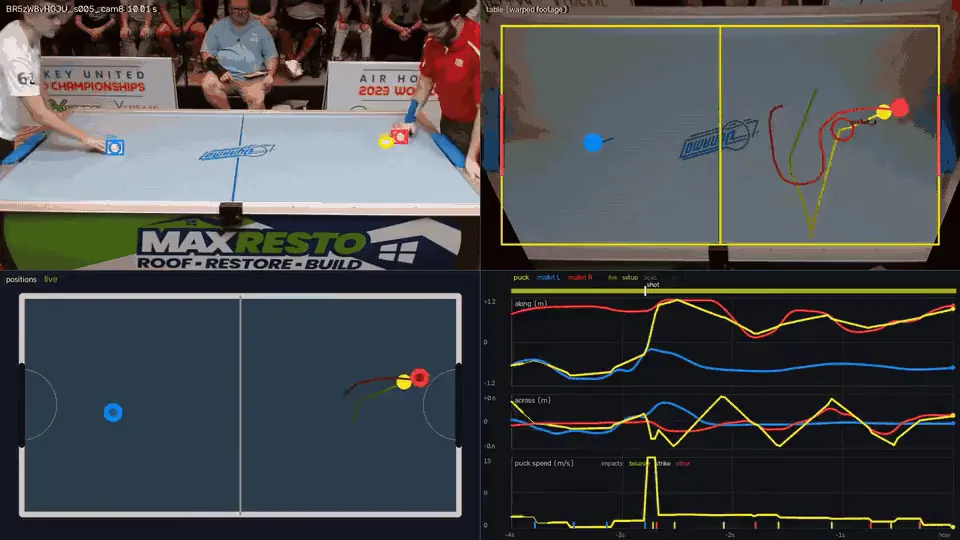 BR5zW8vHGJU_s005_cam8 10.01s
KEY UNITED
CHAMPIONSHIPS
AIR HO
2023 WO
MAXRESTO
ROOF-RESTORE-BUILD
table (warped footage)
positions live
puck mallet L mallet R live setup
shot
along (m)
+1.2
0
-1.2
across (m)
+0.6
0
-0.6
puck speed (m/s) impacts: bounce strike other
15
8
0
-4s -3s -2s -1s now